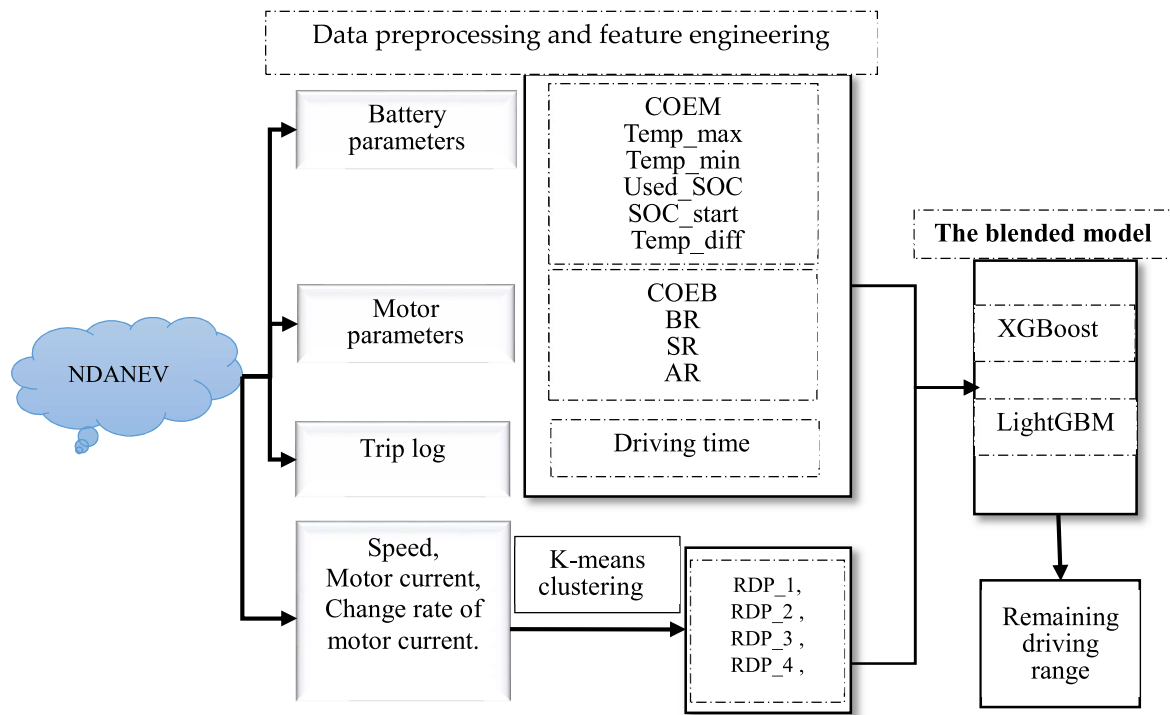 Data preprocessing and feature engineering
Battery
parameters
COEM
Temp_max
Temp_min
Used_SOC
SOC_start
Temp_diff
The blended model
Motor
parameters
COEB
BR
SR
AR
XGBoost
NDANEV
LightGBM
Trip log
Driving time
Speed,
Motor current,
Change rate of
motor current.
K-means
clustering
RDP_1,
RDP_2 ,
RDP_3 ,
RDP_4 ,
Remaining
driving
range